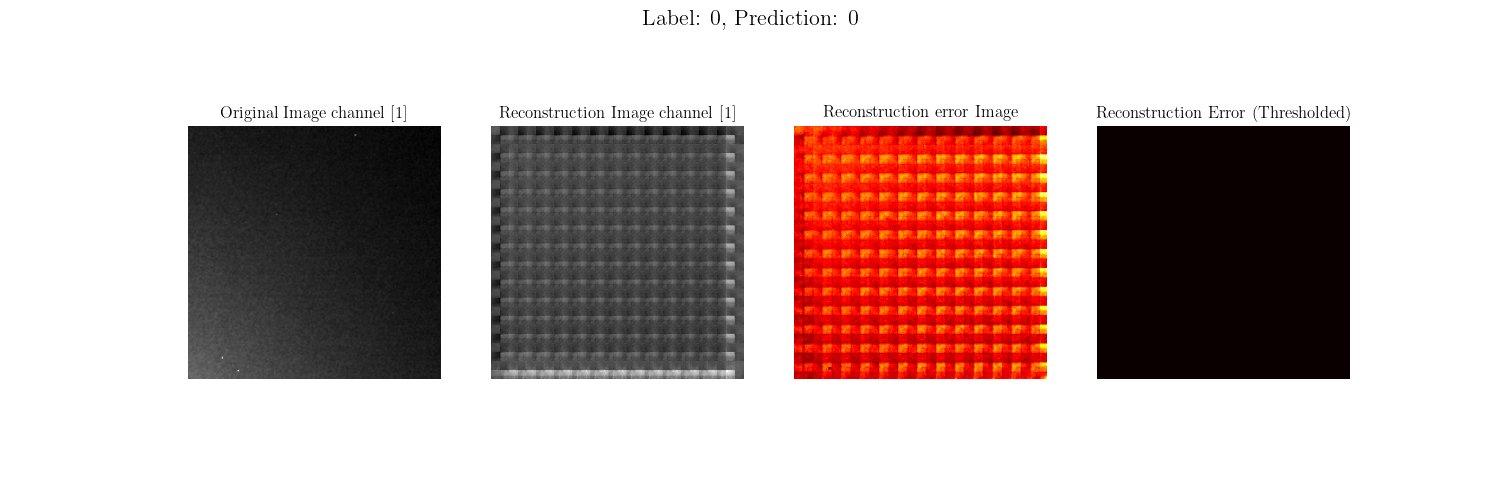 Label: 0, Prediction: 0
Original Image channel [1]
Reconstruction Image channel [1]
Reconstruction error Image
Reconstruction Error (Thresholded)